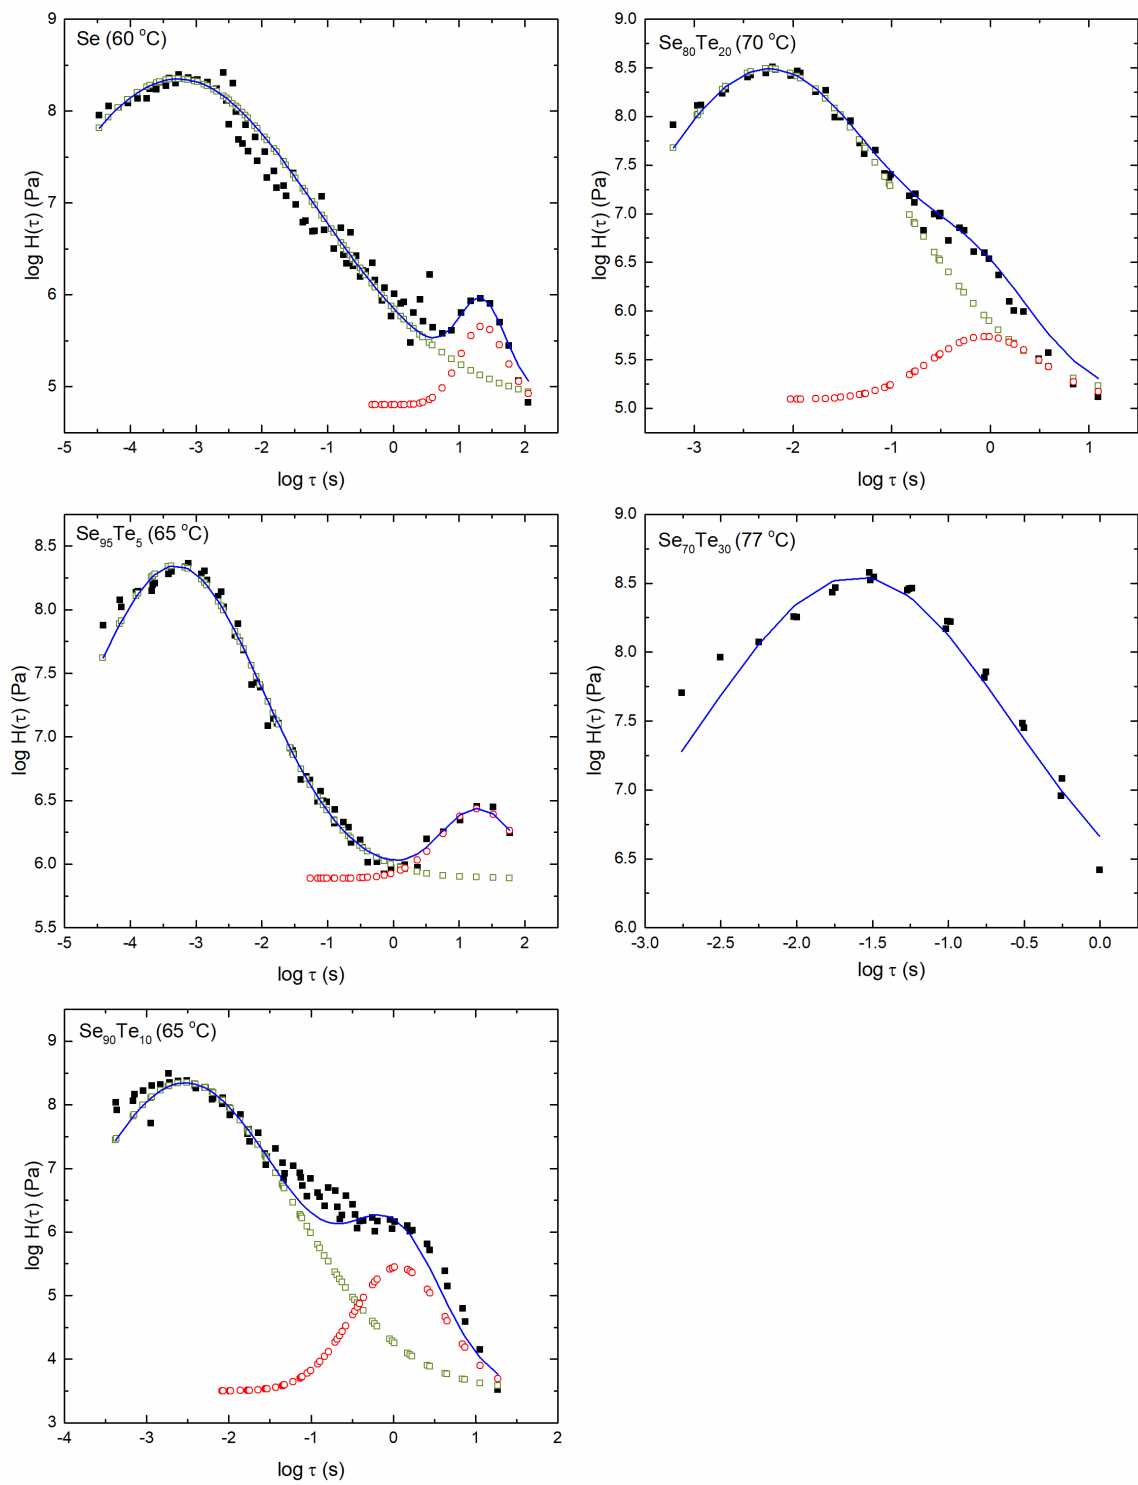 Se (60 °C)
9
8
7
6
5
log H(τ) (Pa)
-5 -4 -3 -2 -1 0 1 2
log τ (s)
Se80Te20 (70 °C)
9.0
8.5
8.0
7.5
7.0
6.5
6.0
5.5
5.0
log H(τ) (Pa)
-3 -2 -1 0 1
log τ (s)
Se95Te5 (65 °C)
8.5
8.0
7.5
7.0
6.5
6.0
5.5
log H(τ) (Pa)
-5 -4 -3 -2 -1 0 1 2
log τ (s)
Se70Te30 (77 °C)
9.0
8.5
8.0
7.5
7.0
6.5
6.0
log H(τ) (Pa)
-3.0 -2.5 -2.0 -1.5 -1.0 -0.5 0.0
log τ (s)
Se90Te10 (65 °C)
9
8
7
6
5
4
3
log H(τ) (Pa)
-4 -3 -2 -1 0 1 2
log τ (s)